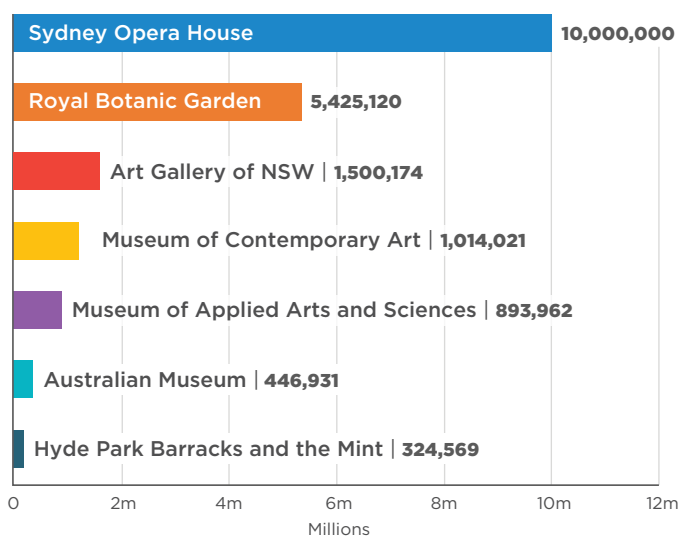 Sydney Opera House 10,000,000
Royal Botanic Garden 5,425,120
Art Gallery of NSW | 1,500,174
Museum of Contemporary Art | 1,014,021
Museum of Applied Arts and Sciences | 893,962
Australian Museum | 446,931
Hyde Park Barracks and the Mint | 324,569
0 2m 4m 6m 8m 10m 12m
Millions